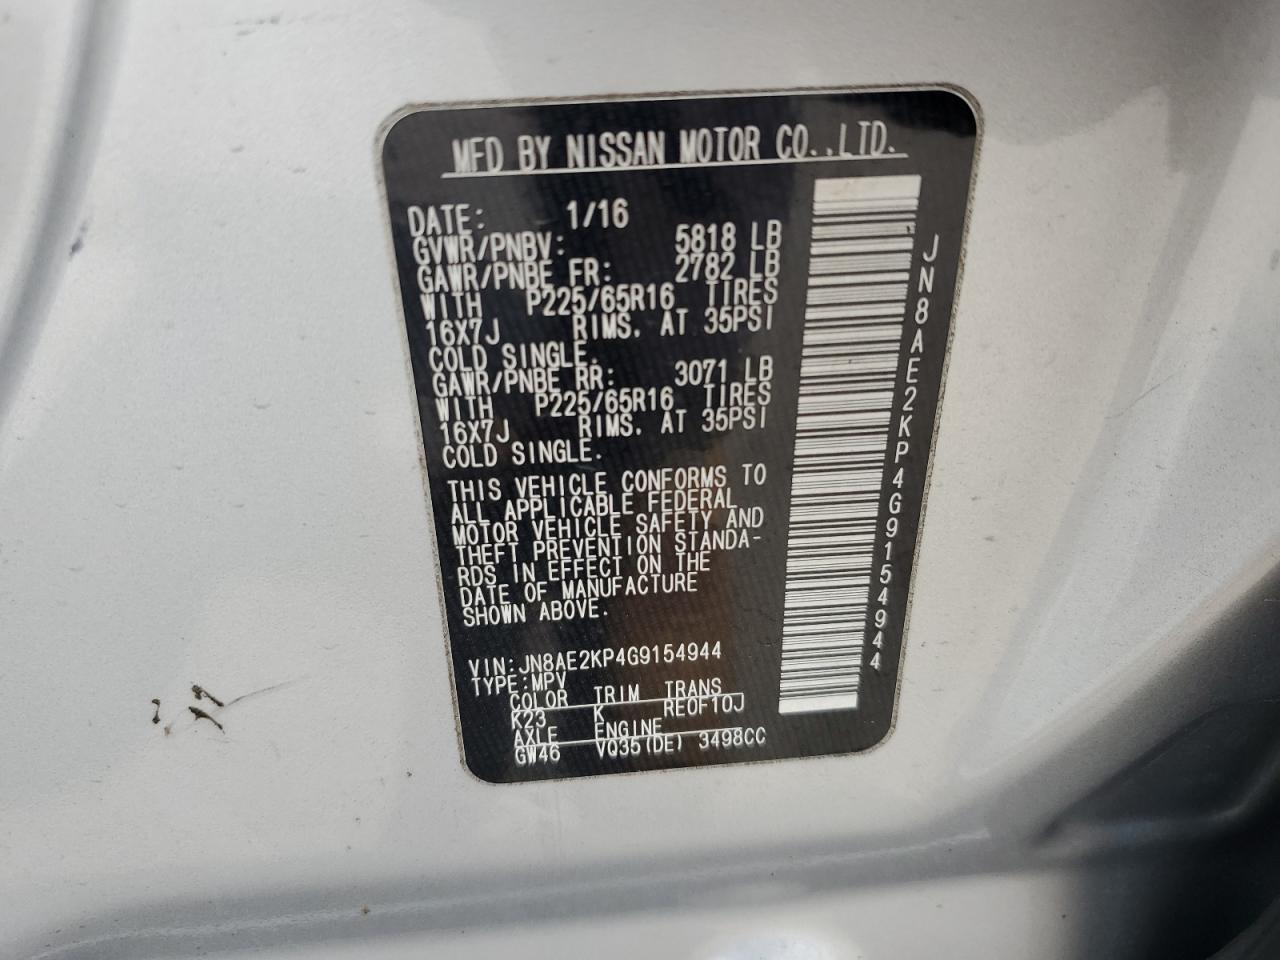 MFD BY NISSAN MOTOR CO.,LTD.
DATE: 1/16
GVWR/PNBV: 5818 LB
GAWR/PNBE FR: 2782 LB
WITH P225/65R16 TIRES
16X7J RIMS. AT 35PSI
COLD SINGLE.
GAWR/PNBE RR: 3071 LB
WITH P225/65R16 TIRES
16X7J RIMS. AT 35PSI
COLD SINGLE.
THIS VEHICLE CONFORMS TO
ALL APPLICABLE FEDERAL
MOTOR VEHICLE SAFETY AND
THEFT PREVENTION STANDA-
RDS IN EFFECT ON THE
DATE OF MANUFACTURE
SHOWN ABOVE.
VIN:JN8AE2KP4G9154944
TYPE:MPV
COLOR TRIM TRANS
K23 K RE0F10J
AXLE ENGINE
GW46 VQ35(DE) 3498CC
JN8AE2KP4G9154944